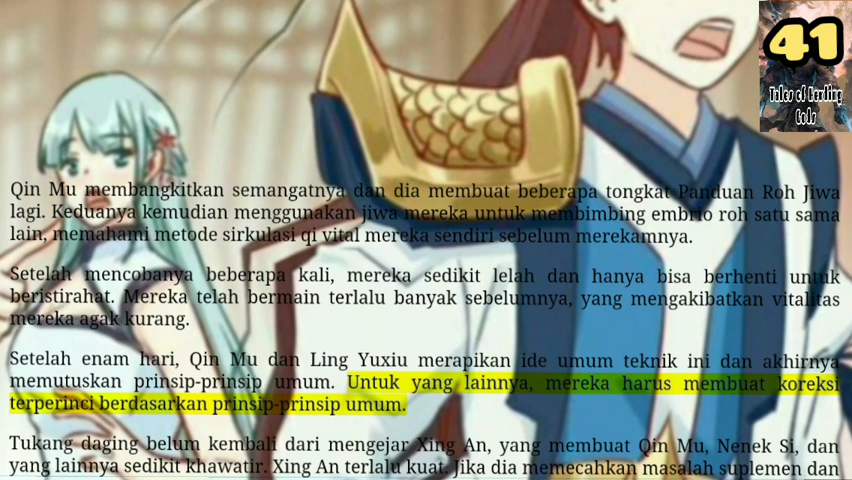 41
Tales of Herding
Gods
Qin Mu membangkitkan semangatnya dan dia membuat beberapa tongkat Panduan Roh Jiwa
lagi. Keduanya kemudian menggunakan jiwa mereka untuk membimbing embrio roh satu sama
lain, memahami metode sirkulasi qi vital mereka sendiri sebelum merekamnya.
Setelah mencobanya beberapa kali, mereka sedikit lelah dan hanya bisa berhenti untuk
beristirahat. Mereka telah bermain terlalu banyak sebelumnya, yang mengakibatkan vitalitas
mereka agak kurang.
Setelah enam hari, Qin Mu dan Ling Yuxiu merapikan ide umum teknik ini dan akhirnya
memutuskan prinsip-prinsip umum. Untuk yang lainnya, mereka harus membuat koreksi
terperinci berdasarkan prinsip-prinsip umum.
Tukang daging belum kembali dari mengejar Xing An, yang membuat Qin Mu, Nenek Si, dan
yang lainnya sedikit khawatir. Xing An terlalu kuat. Jika dia memecahkan masalah suplemen dan